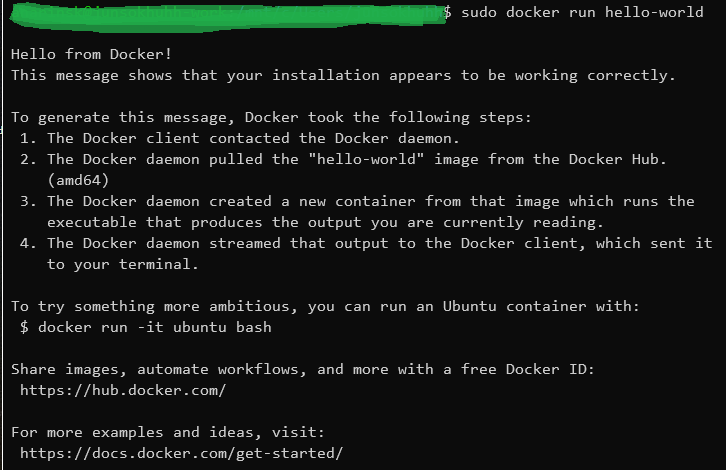 $ sudo docker run hello-world
Hello from Docker!
This message shows that your installation appears to be working correctly.
To generate this message, Docker took the following steps:
1. The Docker client contacted the Docker daemon.
2. The Docker daemon pulled the "hello-world" image from the Docker Hub.
(amd64)
3. The Docker daemon created a new container from that image which runs the
executable that produces the output you are currently reading.
4. The Docker daemon streamed that output to the Docker client, which sent it
to your terminal.
To try something more ambitious, you can run an Ubuntu container with:
$ docker run -it ubuntu bash
Share images, automate workflows, and more with a free Docker ID:
https://hub.docker.com/
For more examples and ideas, visit:
https://docs.docker.com/get-started/